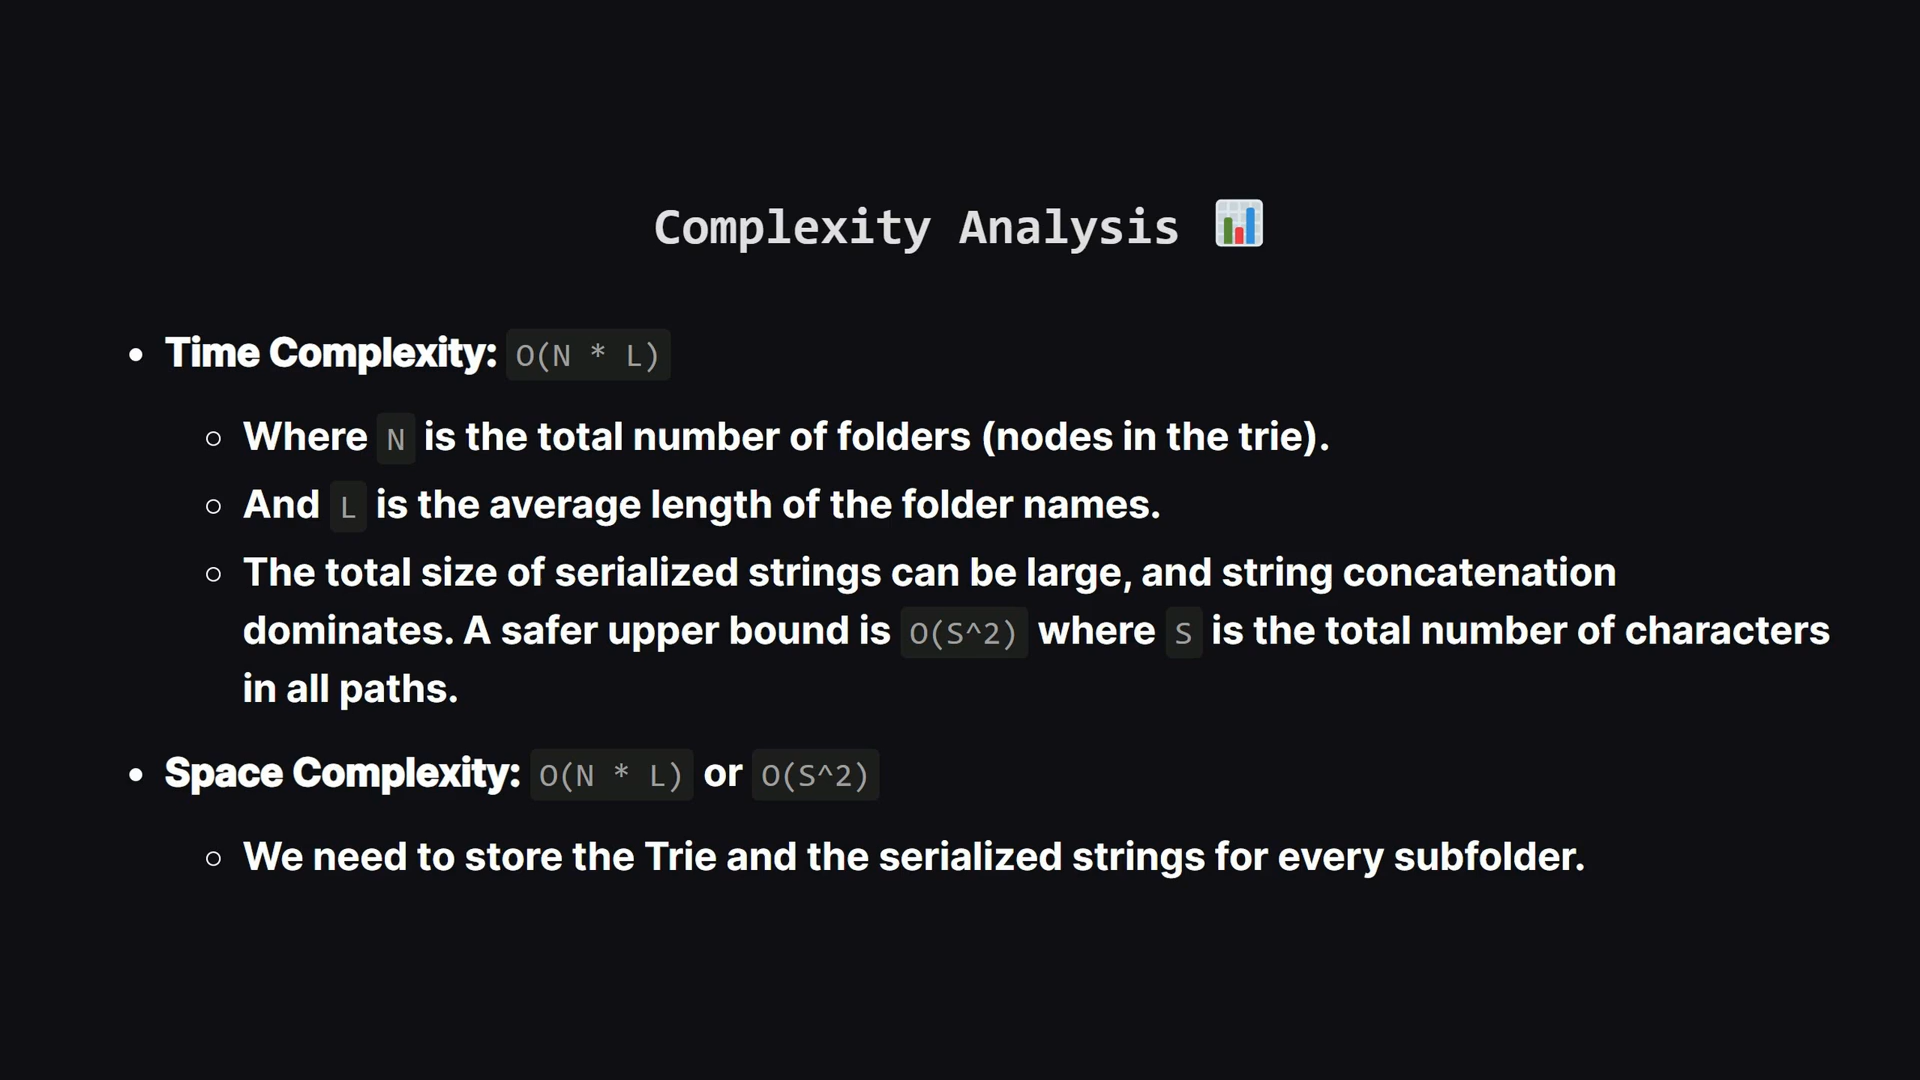 Complexity Analysis 📊
• Time Complexity: O(N * L)
○ Where N is the total number of folders (nodes in the trie).
○ And L is the average length of the folder names.
○ The total size of serialized strings can be large, and string concatenation
dominates. A safer upper bound is O(S^2) where S is the total number of characters
in all paths.
• Space Complexity: O(N * L) or O(S^2)
○ We need to store the Trie and the serialized strings for every subfolder.